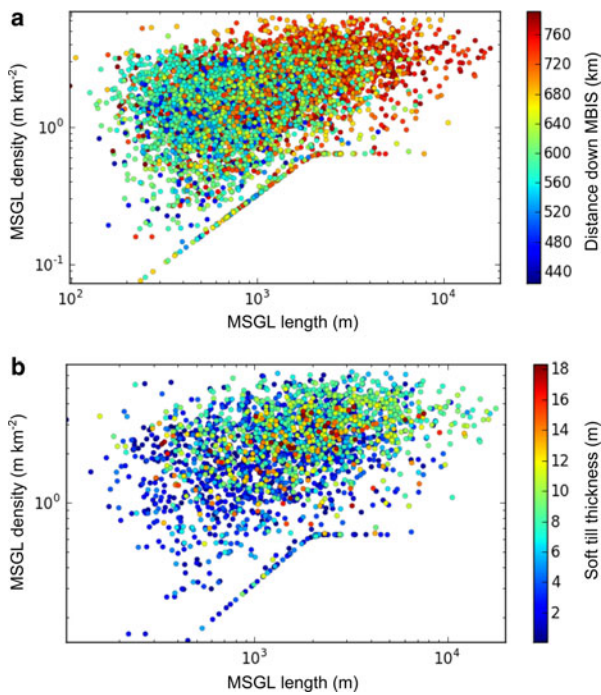 a
MSGL density (m km⁻²)
10⁰
10⁻¹
10² 10³ 10⁴
MSGL length (m)
760
720
680
640
600
560
520
480
440
Distance down MBIS (km)
b
MSGL density (m km⁻²)
10⁰
10³ 10⁴
MSGL length (m)
18
16
14
12
10
8
6
4
2
Soft till thickness (m)